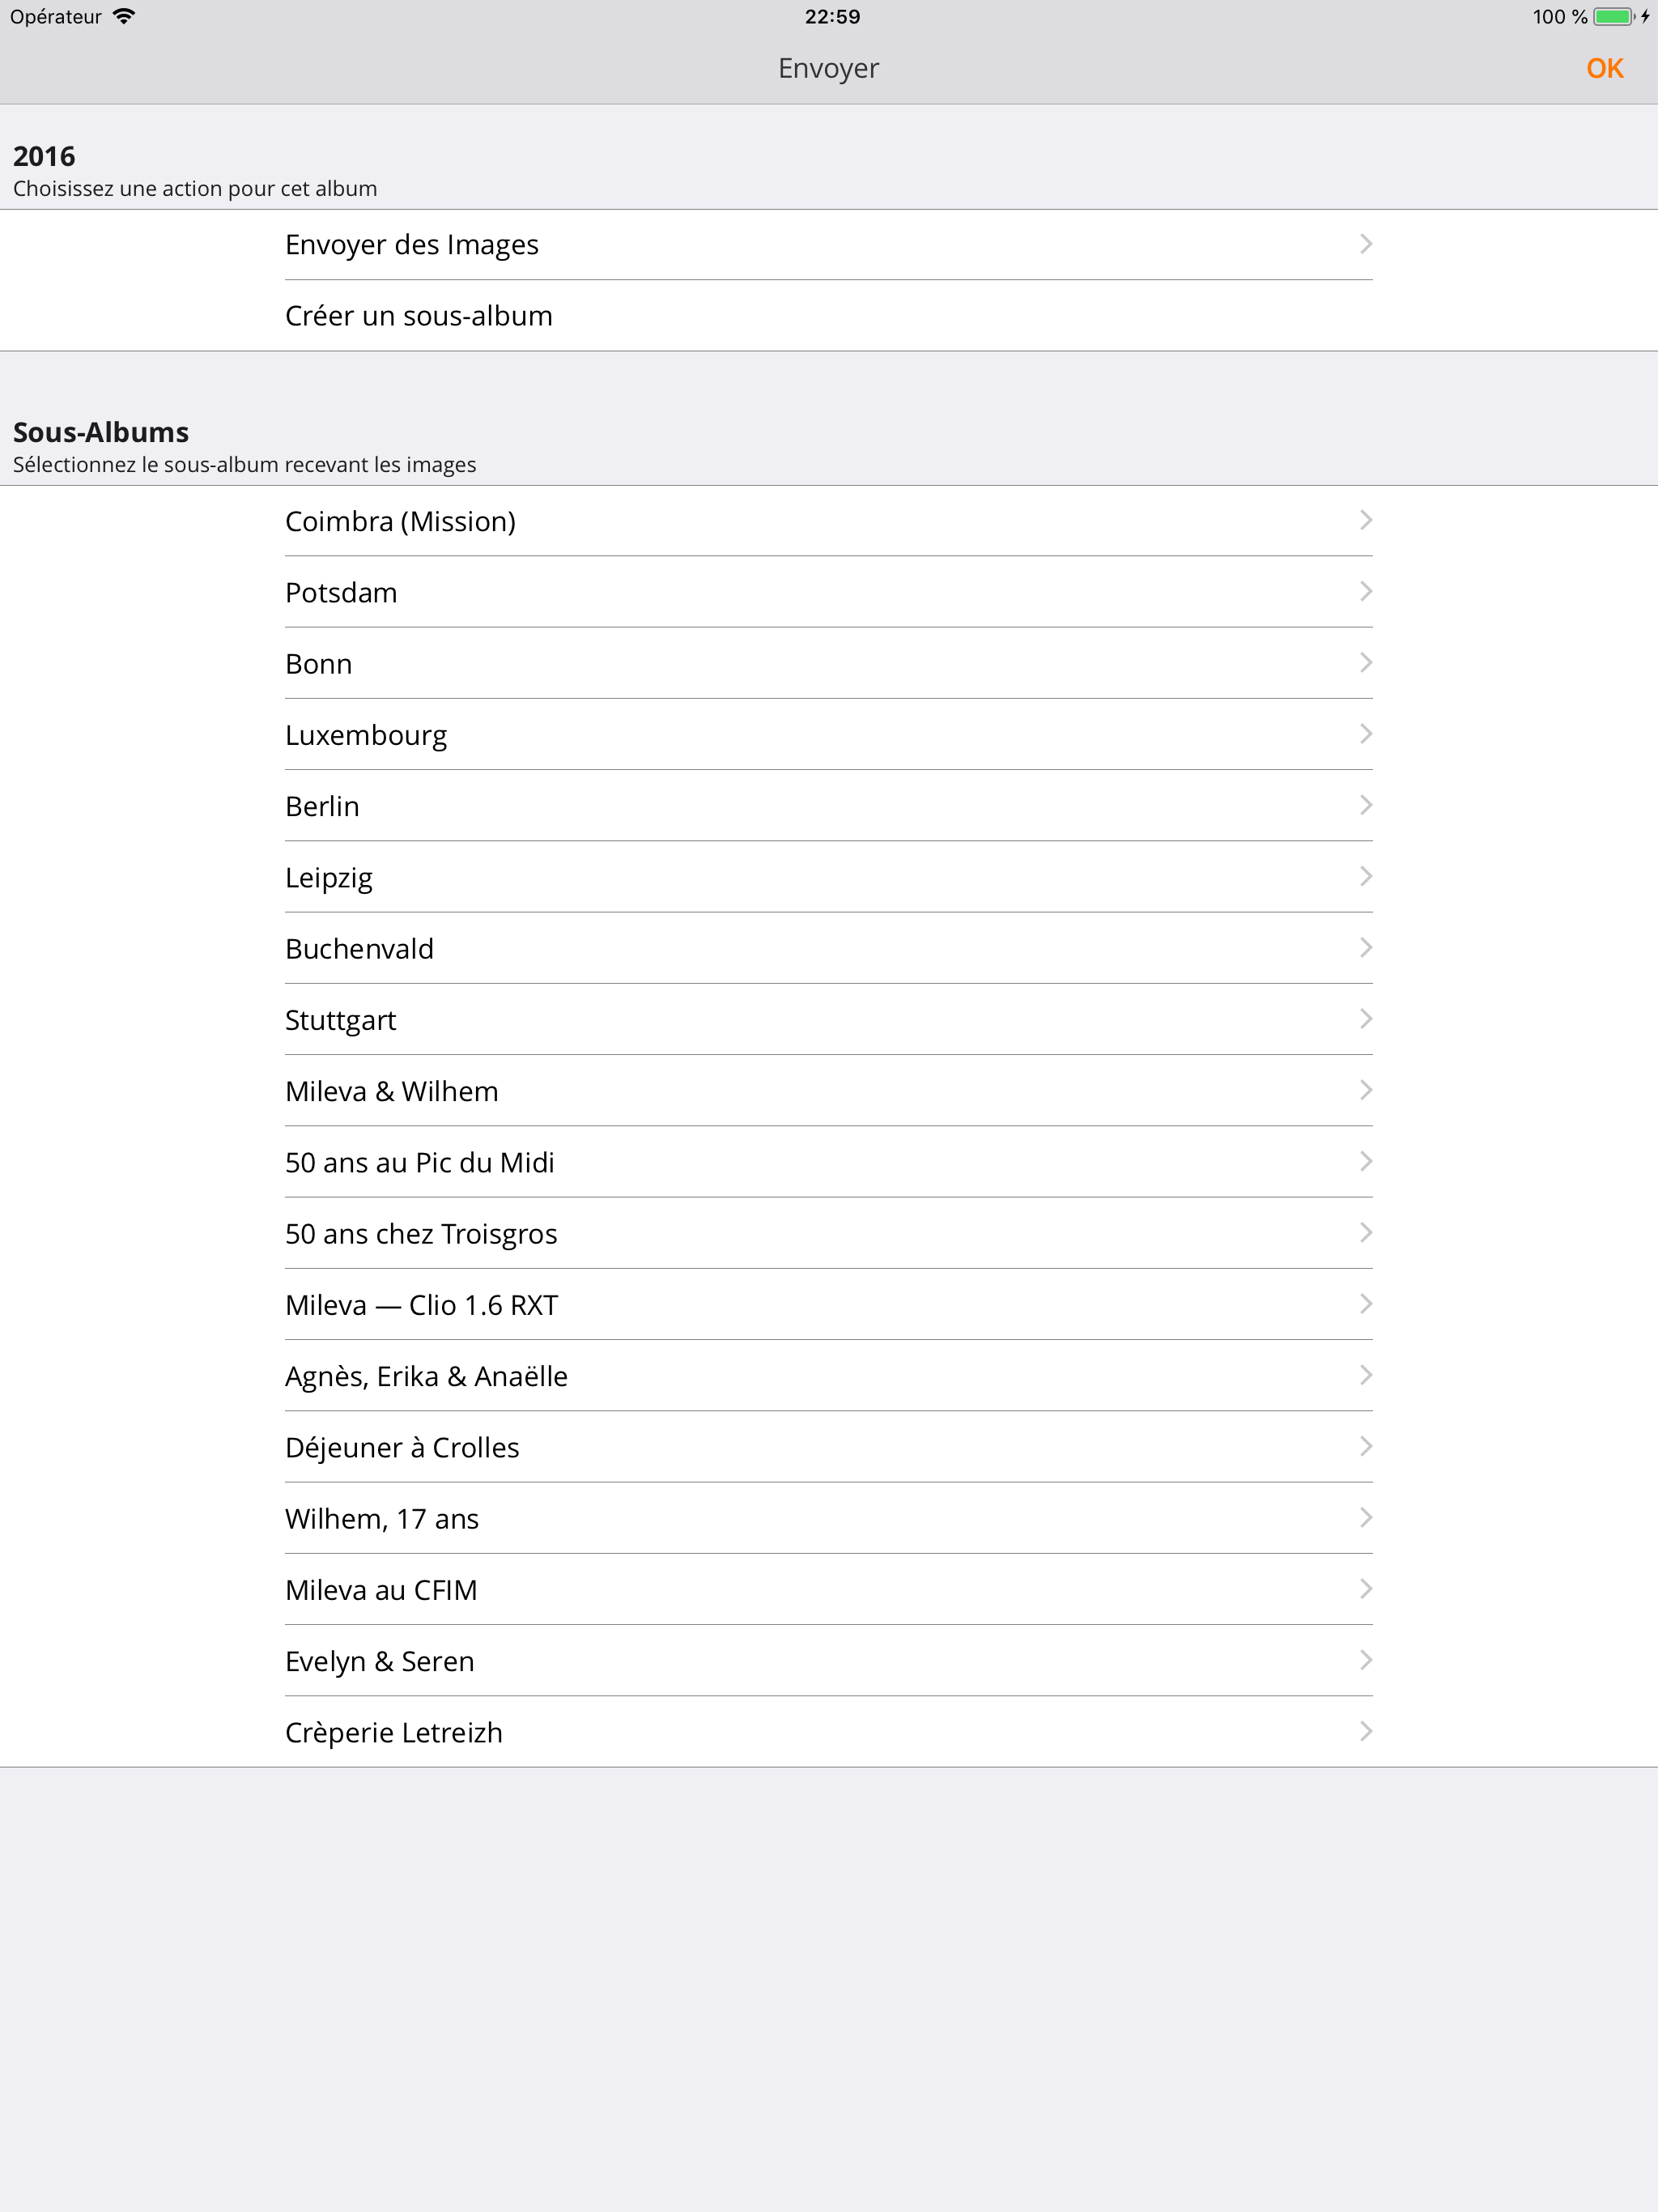 Opérateur 22:59 100 %
Envoyer OK
2016
Choisissez une action pour cet album
Envoyer des Images
Créer un sous-album
Sous-Albums
Sélectionnez le sous-album recevant les images
Coimbra (Mission)
Potsdam
Bonn
Luxembourg
Berlin
Leipzig
Buchenvald
Stuttgart
Mileva & Wilhem
50 ans au Pic du Midi
50 ans chez Troisgros
Mileva — Clio 1.6 RXT
Agnès, Erika & Anaëlle
Déjeuner à Crolles
Wilhem, 17 ans
Mileva au CFIM
Evelyn & Seren
Crèperie Letreizh